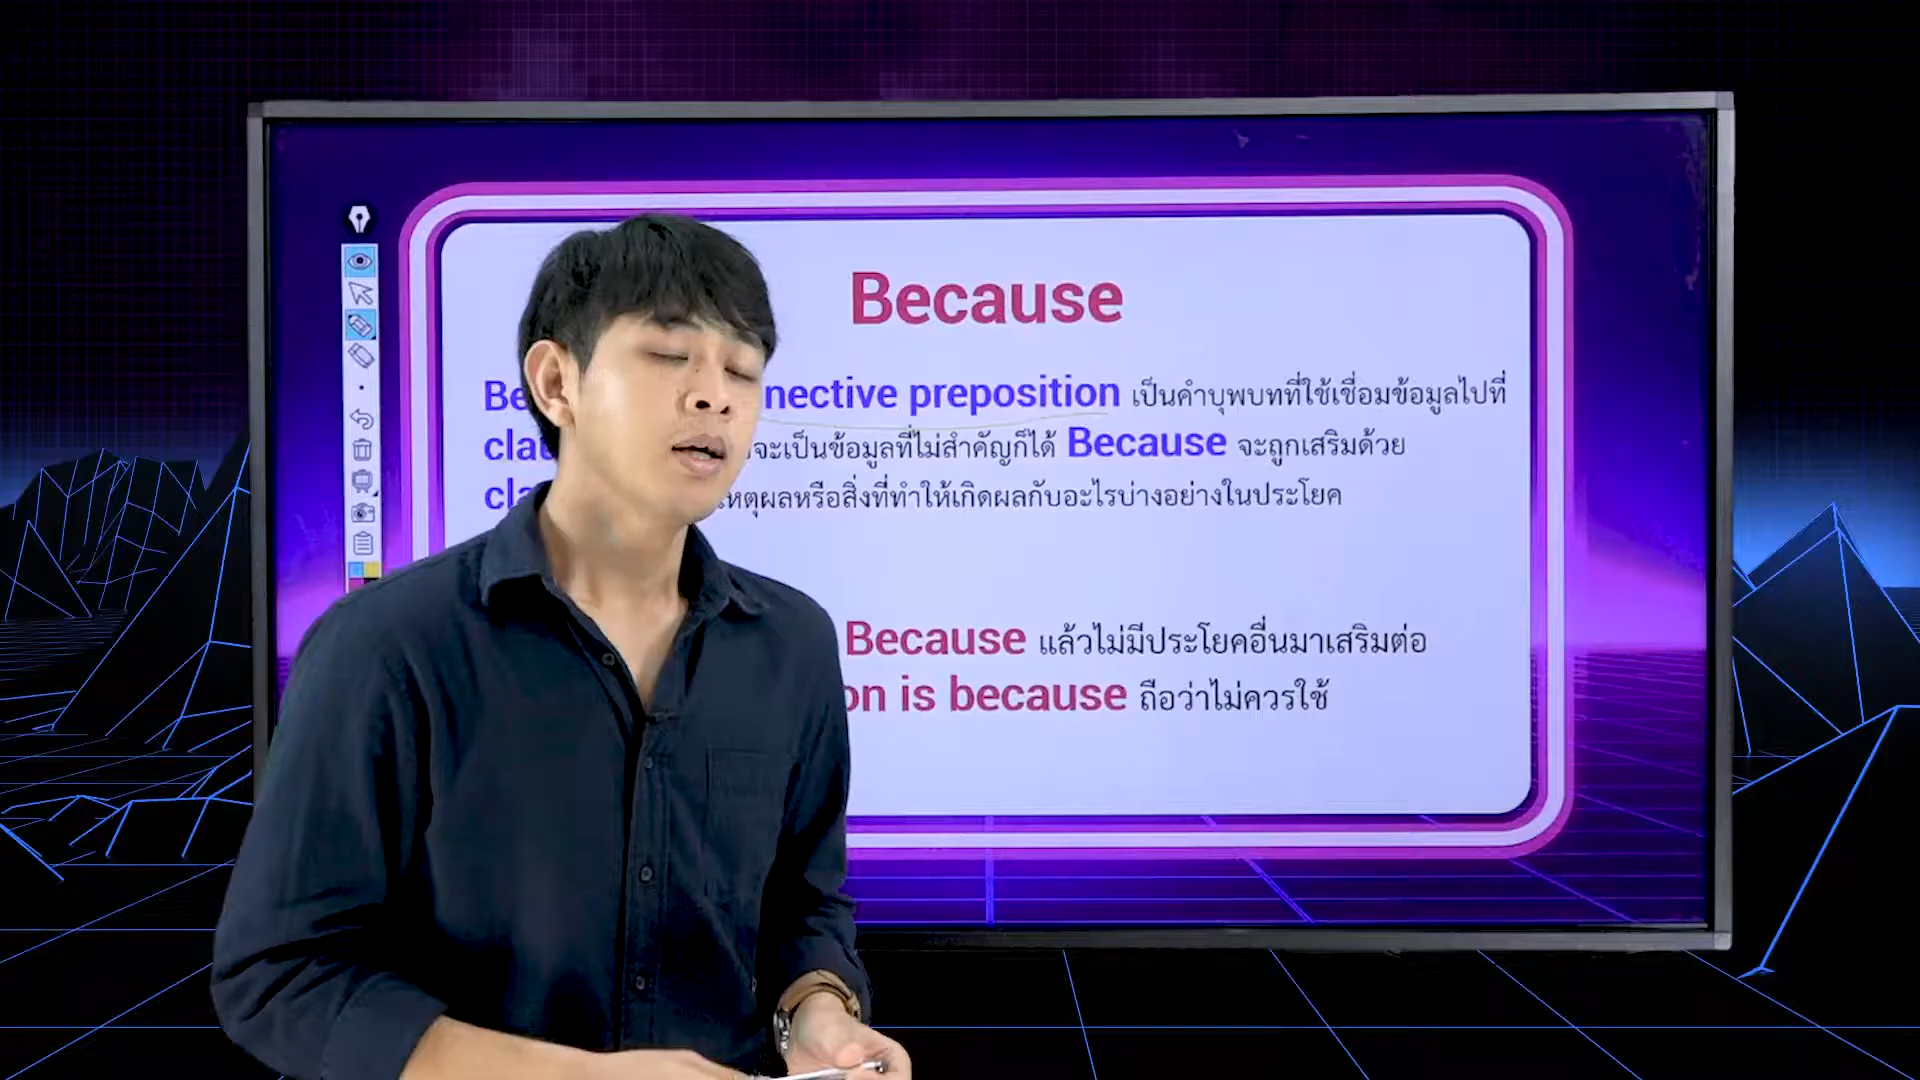 Because
nective preposition เป็นคำบุพบทที่ใช้เชื่อมข้อมูลไปที่
จะเป็นข้อมูลที่ไม่สำคัญก็ได้ Because จะถูกเสริมด้วย
เหตุผลหรือสิ่งที่ทำให้เกิดผลกับอะไรบ่างอย่างในประโยค
Because แล้วไม่มีประโยคอื่นมาเสริมต่อ
on is because ถือว่าไม่ควรใช้